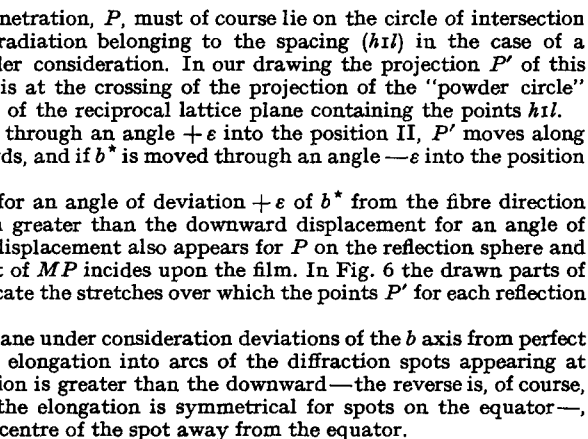 netration, P, must of course lie on the circle of intersection
radiation belonging to the spacing (h1l) in the case of a
ler consideration. In our drawing the projection P′ of this
is at the crossing of the projection of the “powder circle”
of the reciprocal lattice plane containing the points h1l.
through an angle +ε into the position II, P′ moves along
ds, and if b* is moved through an angle —ε into the position
for an angle of deviation +ε of b* from the fibre direction
greater than the downward displacement for an angle of
displacement also appears for P on the reflection sphere and
t of MP incides upon the film. In Fig. 6 the drawn parts of
cate the stretches over which the points P′ for each reflection
ane under consideration deviations of the b axis from perfect
elongation into arcs of the diffraction spots appearing at
ion is greater than the downward—the reverse is, of course,
the elongation is symmetrical for spots on the equator—,
centre of the spot away from the equator.